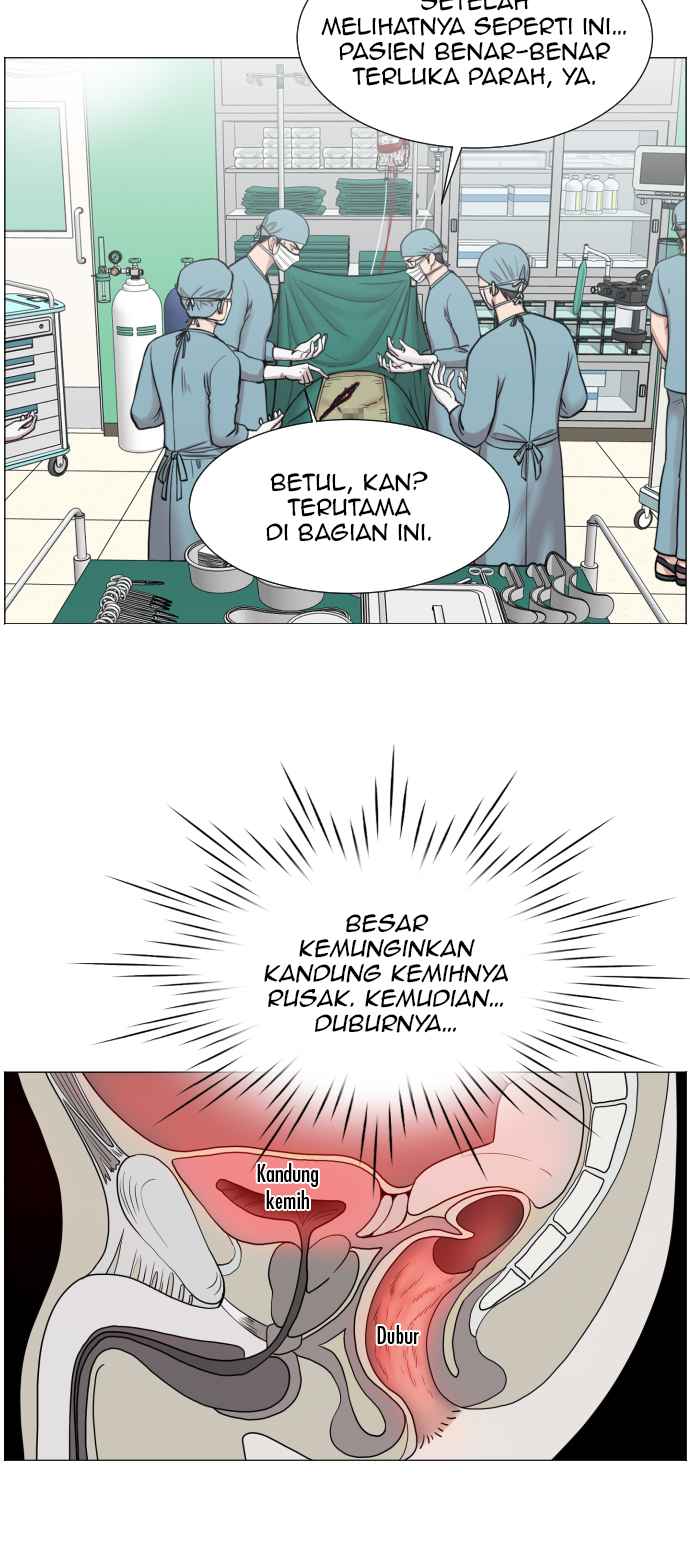 SETELAH
MELIHATNYA SEPERTI INI...
PASIEN BENAR-BENAR
TERLUKA PARAH, YA.
BETUL, KAN?
TERUTAMA
DI BAGIAN INI.
BESAR
KEMUNGINKAN
KANDUNG KEMIHNYA
RUSAK. KEMUDIAN...
DUBURNYA...
Kandung
kemih
Dubur